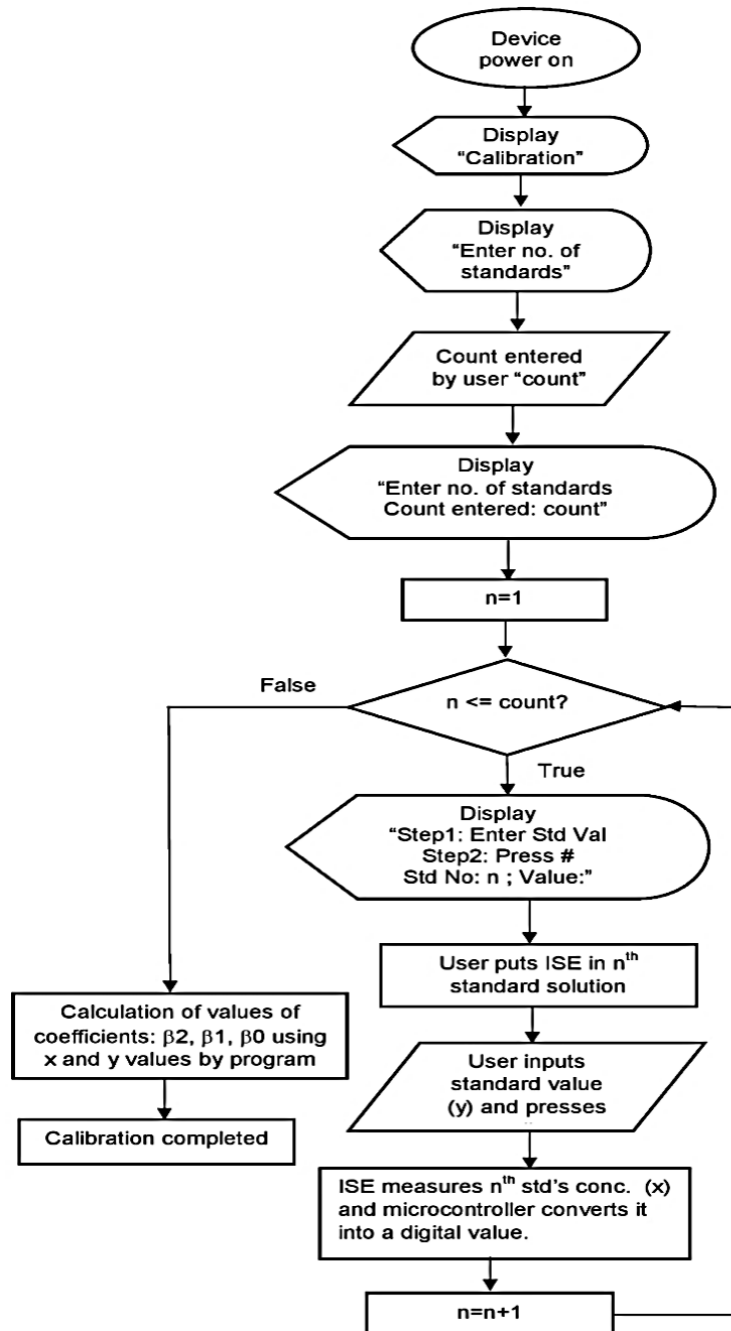 Device
power on
Display
“Calibration”
Display
“Enter no. of
standards”
Count entered
by user “count”
Display
“Enter no. of standards
Count entered: count”
n=1
n <= count?
False
True
Display
“Step1: Enter Std Val
Step2: Press #
Std No: n ; Value:”
User puts ISE in nth
standard solution
User inputs
standard value
(y) and presses
ISE measures nth std’s conc. (x)
and microcontroller converts it
into a digital value.
n=n+1
Calculation of values of
coefficients: β2, β1, β0 using
x and y values by program
Calibration completed